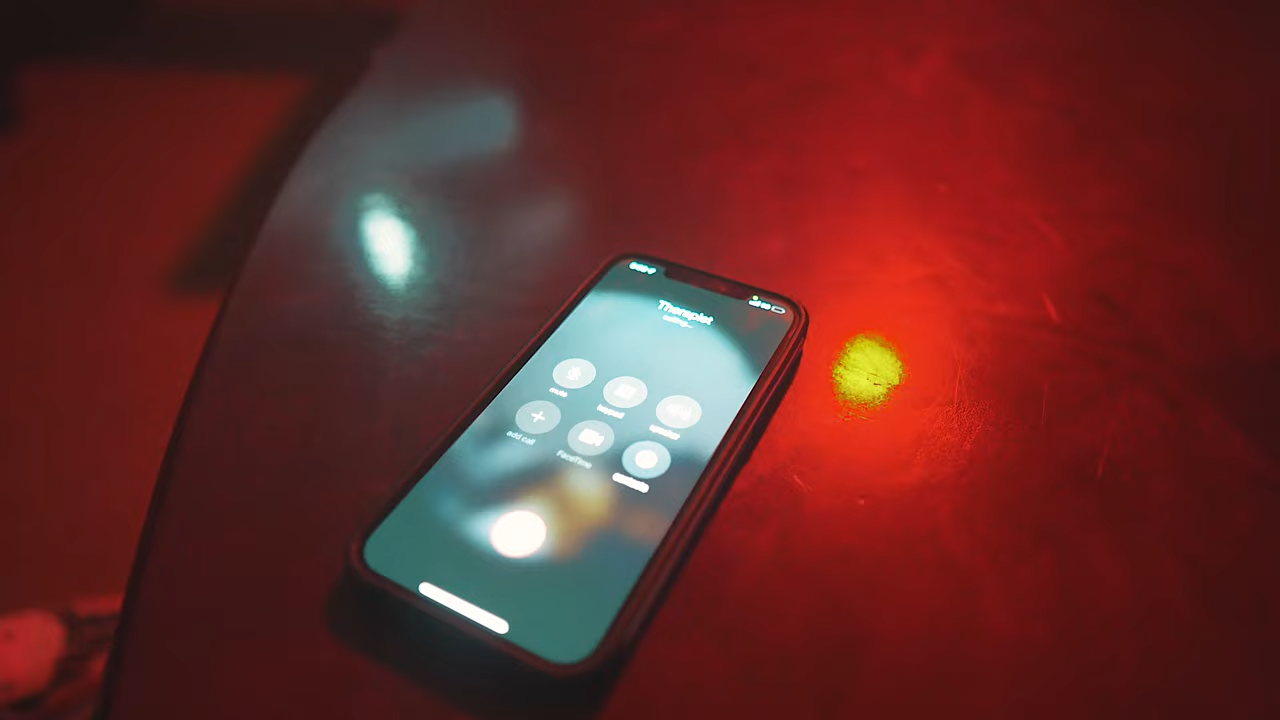 Therapist
calling...
mute
keypad
speaker
add call
FaceTime
contacts